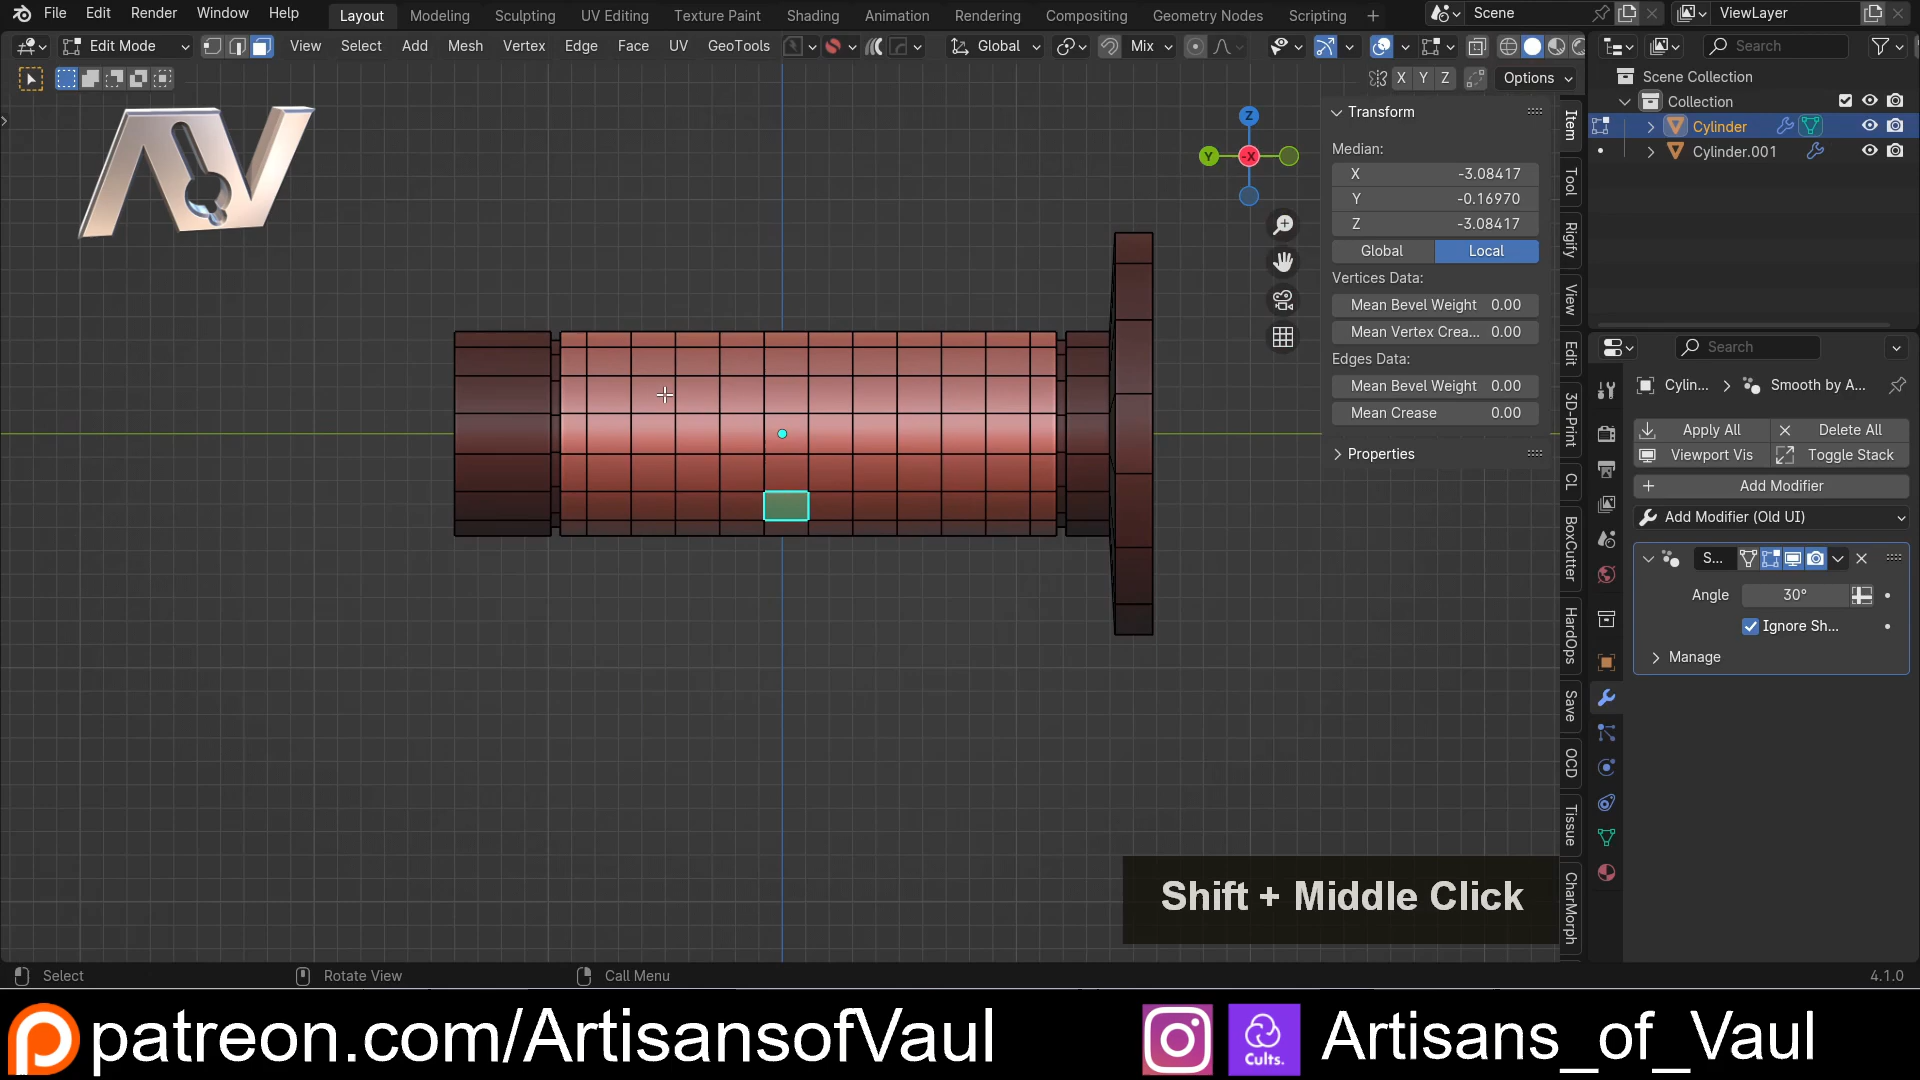 File Edit Render Window Help Layout Modeling Sculpting UV Editing Texture Paint Shading Animation Rendering Compositing Geometry Nodes Scripting + Scene ViewLayer
Edit Mode View Select Add Mesh Vertex Edge Face UV GeoTools Global Mix Search
X Y Z Options
Scene Collection
Collection
Cylinder
Cylinder.001
AV
Z
Y
-X
Transform
Median:
X -3.08417
Y -0.16970
Z -3.08417
Global Local
Vertices Data:
Mean Bevel Weight 0.00
Mean Vertex Crea... 0.00
Edges Data:
Mean Bevel Weight 0.00
Mean Crease 0.00
Properties
Item
Tool
Rigify
View
Edit
3D-Print
CL
BoxCutter
HardOps
Save
OCD
Tissue
CharMorph
Search
Cylin... Smooth by A...
Apply All Delete All
Viewport Vis Toggle Stack
Add Modifier
Add Modifier (Old UI)
S...
Angle 30°
Ignore Sh...
Manage
Shift + Middle Click
Select Rotate View Call Menu 4.1.0
patreon.com/ArtisansofVaul Cults. Artisans_of_Vaul